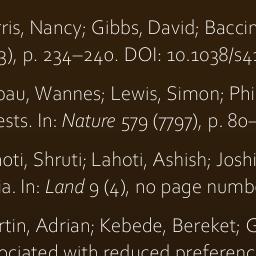 rris, Nancy; Gibbs, David; Baccin
3), p. 234–240. DOI: 10.1038/s41
bau, Wannes; Lewis, Simon; Phi
ests. In: Nature 579 (7797), p. 80–
hoti, Shruti; Lahoti, Ashish; Joshi
ia. In: Land 9 (4), no page numbe
rtin, Adrian; Kebede, Bereket; G
ociated with reduced preferenc